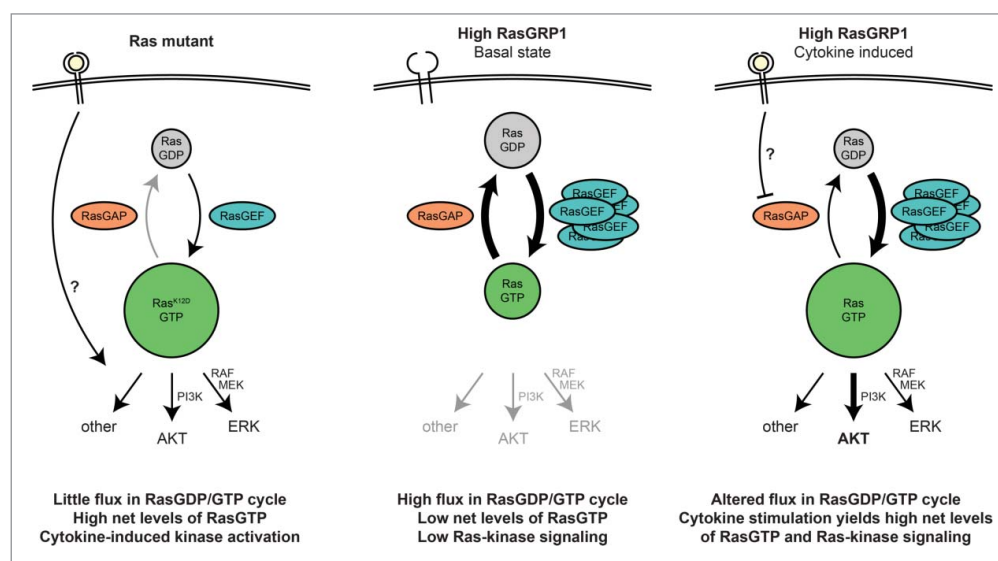 Ras mutant
?
Ras
GDP
RasGAP
RasGEF
RasK12D
GTP
other
PI3K
AKT
RAF
MEK
ERK
Little flux in RasGDP/GTP cycle
High net levels of RasGTP
Cytokine-induced kinase activation
High RasGRP1
Basal state
Ras
GDP
RasGAP
RasGEF
RasGEF
RasGEF
RasGEF
RasGEF
Ras
GTP
other
PI3K
AKT
RAF
MEK
ERK
High flux in RasGDP/GTP cycle
Low net levels of RasGTP
Low Ras-kinase signaling
High RasGRP1
Cytokine induced
?
Ras
GDP
RasGAP
RasGEF
RasGEF
RasGEF
RasGEF
RasGEF
Ras
GTP
other
PI3K
AKT
RAF
MEK
ERK
Altered flux in RasGDP/GTP cycle
Cytokine stimulation yields high net levels
of RasGTP and Ras-kinase signaling